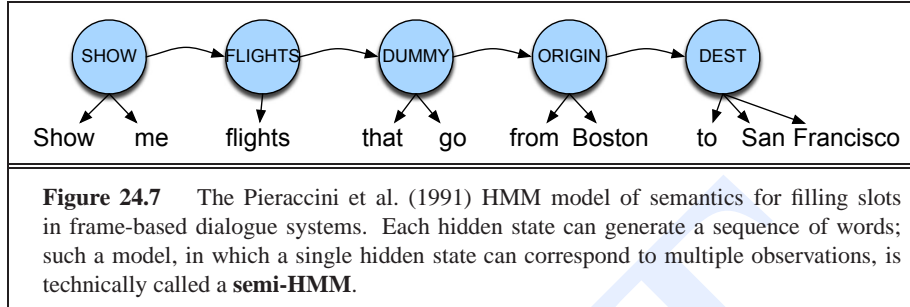 SHOW FLIGHTS DUMMY ORIGIN DEST
Show me flights that go from Boston to San Francisco
Figure 24.7 The Pieraccini et al. (1991) HMM model of semantics for filling slots
in frame-based dialogue systems. Each hidden state can generate a sequence of words;
such a model, in which a single hidden state can correspond to multiple observations, is
technically called a semi-HMM.